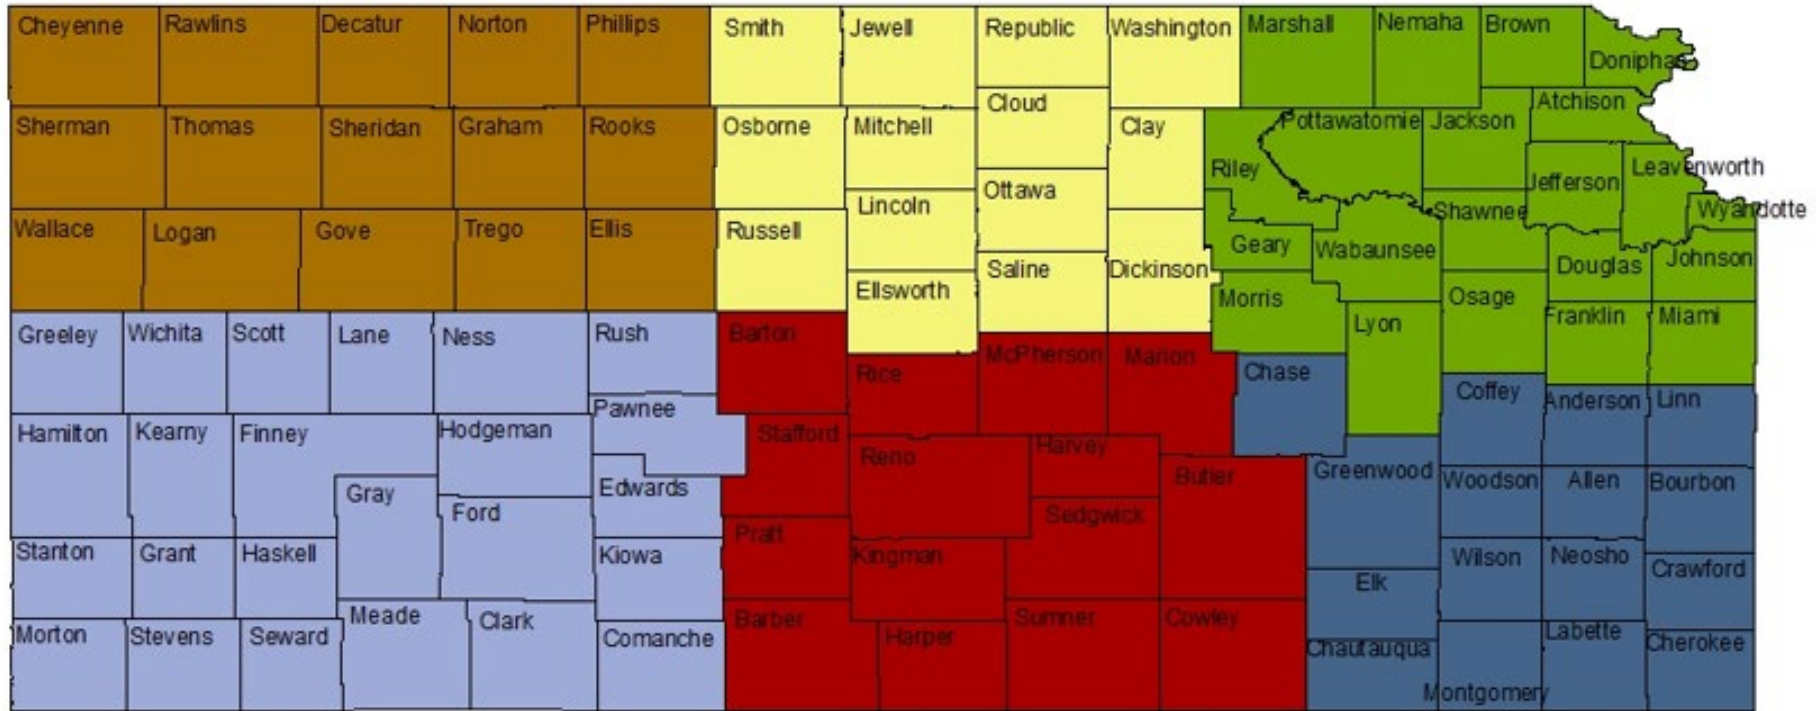 Cheyenne Rawlins Decatur Norton Phillips Smith Jewell Republic Washington Marshall Nemaha Brown
Doniphan
Cloud Atchison
Sherman Thomas Sheridan Graham Rooks Osborne Mitchell Clay Pottawatomie Jackson
Riley Leavenworth
Ottawa Jefferson
Lincoln Shawnee Wyandotte
Wallace Logan Gove Trego Ellis Russell Geary Wabaunsee
Saline Dickinson Douglas Johnson
Ellsworth Morris Osage
Greeley Wichita Scott Lane Ness Rush Barton Lyon Franklin Miami
McPherson Marion
Rice Chase
Pawnee Coffey Anderson Linn
Hamilton Kearny Finney Hodgeman Stafford Harvey
Reno Greenwood
Gray Edwards Butler Woodson Allen Bourbon
Ford Sedgwick
Stanton Grant Haskell Kiowa Pratt Kingman Wilson Neosho Crawford
Elk
Meade Clark Barber Sumner Cowley
Morton Stevens Seward Comanche Harper Chautauqua Labette Cherokee
Montgomery